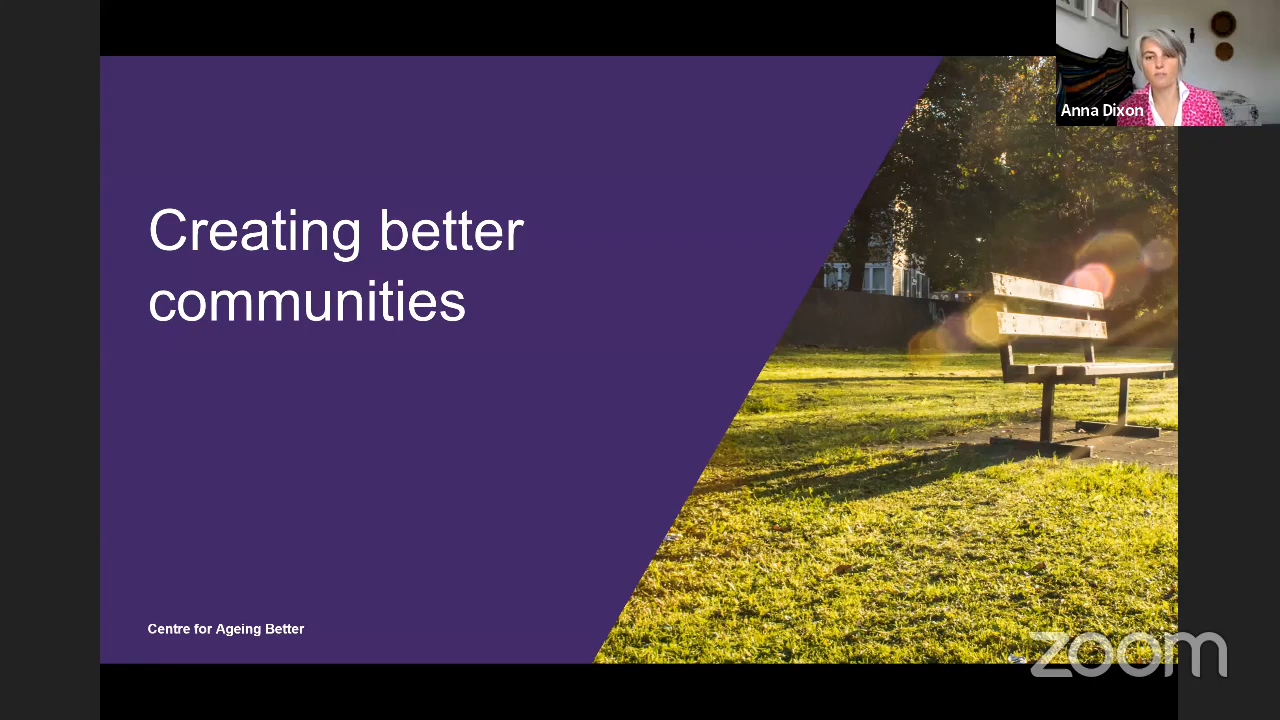 Anna Dixon
Creating better
communities
Centre for Ageing Better
zoom